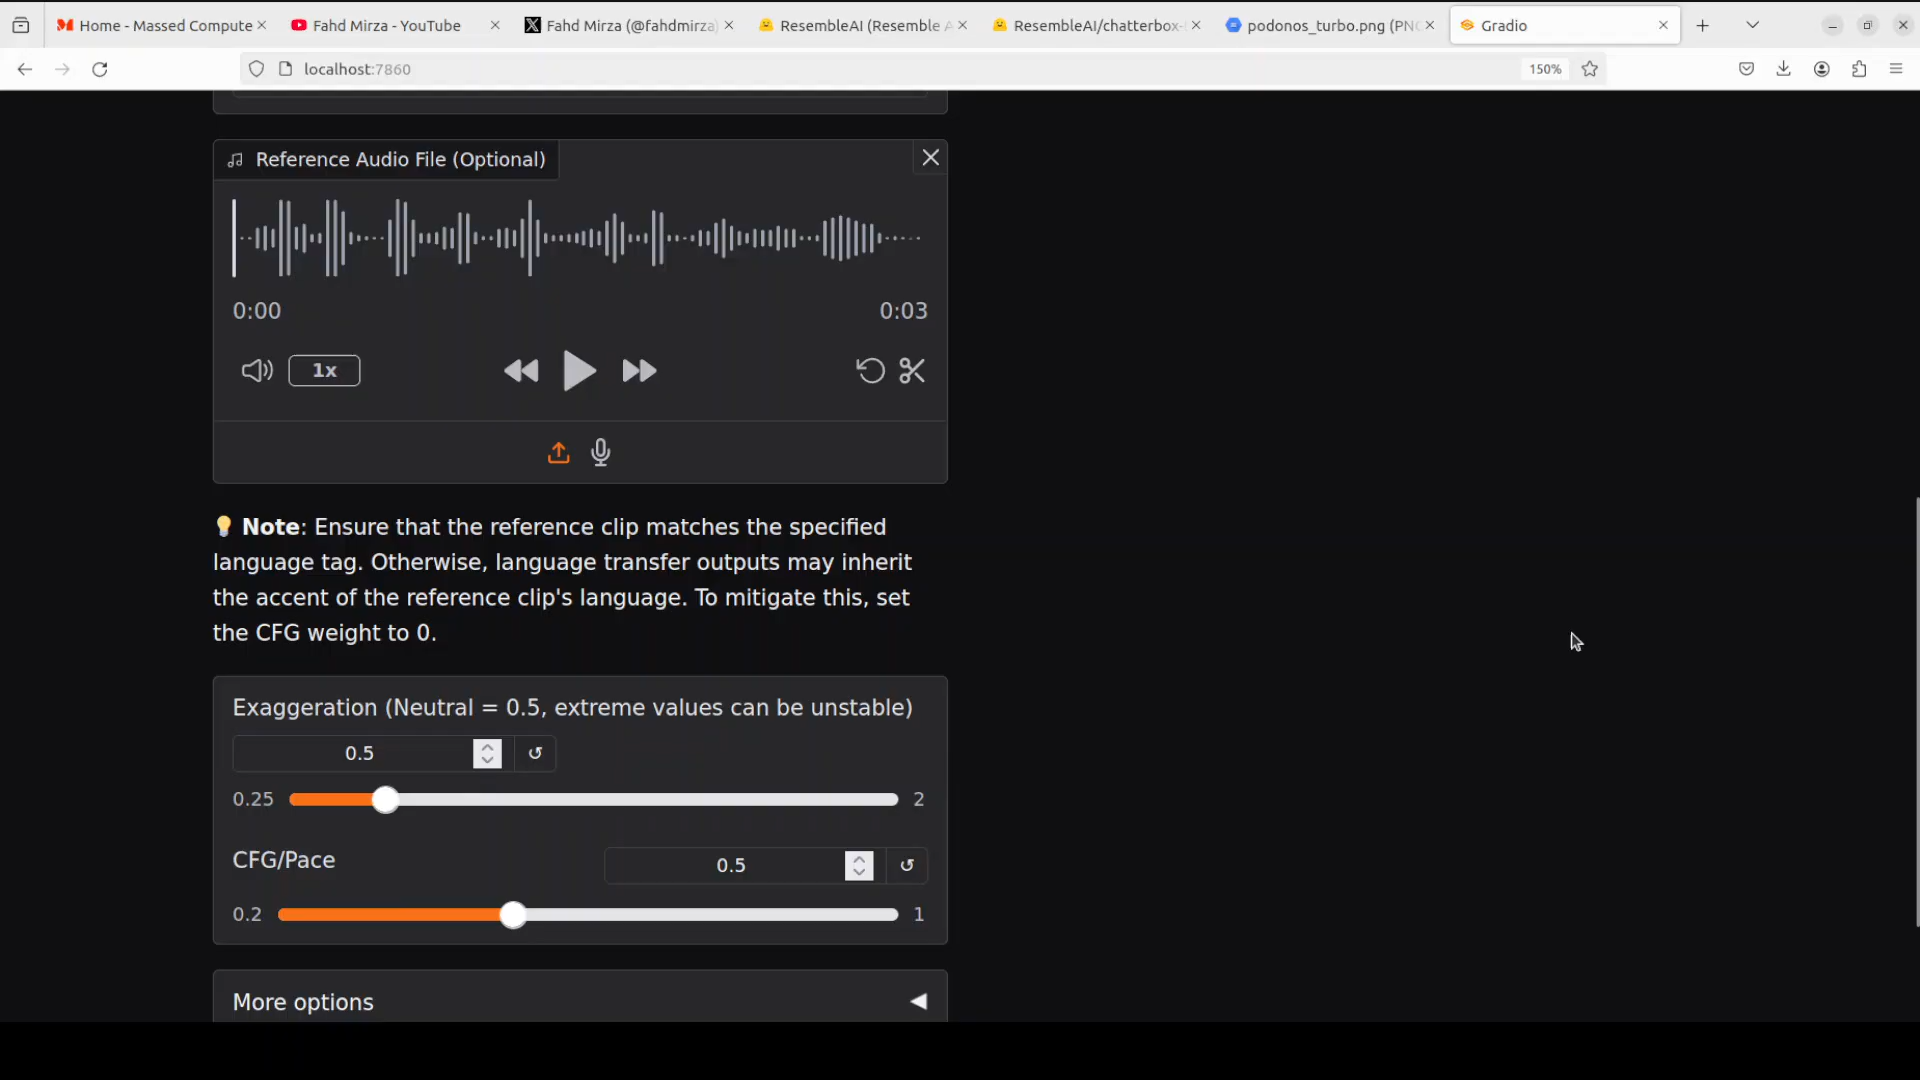 Home - Massed Compute
Fahd Mirza - YouTube
Fahd Mirza (@fahdmirza)
ResembleAI (Resemble A
ResembleAI/chatterbox-
podonos_turbo.png (PNG
Gradio
localhost:7860
150%
Reference Audio File (Optional)
0:00
0:03
1x
Note: Ensure that the reference clip matches the specified
language tag. Otherwise, language transfer outputs may inherit
the accent of the reference clip's language. To mitigate this, set
the CFG weight to 0.
Exaggeration (Neutral = 0.5, extreme values can be unstable)
0.5
0.25
2
CFG/Pace
0.5
0.2
1
More options